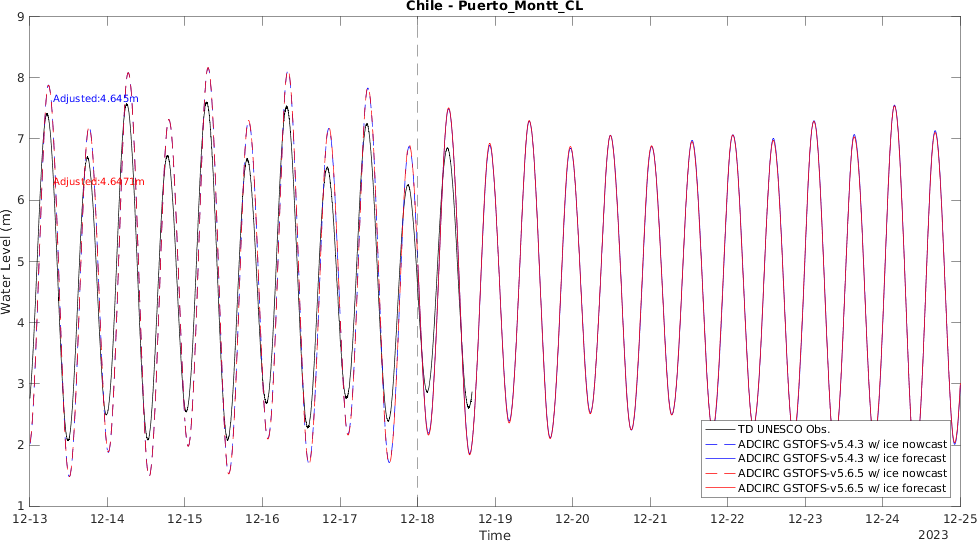 Chile - Puerto_Montt_CL
9
8
7
6
5
4
3
2
1
Water Level (m)
Adjusted:4.645m
Adjusted:4.6471m
TD UNESCO Obs.
ADCIRC GSTOFS-v5.4.3 w/ ice nowcast
ADCIRC GSTOFS-v5.4.3 w/ ice forecast
ADCIRC GSTOFS-v5.6.5 w/ ice nowcast
ADCIRC GSTOFS-v5.6.5 w/ ice forecast
12-13 12-14 12-15 12-16 12-17 12-18 12-19 12-20 12-21 12-22 12-23 12-24 12-25
Time
2023